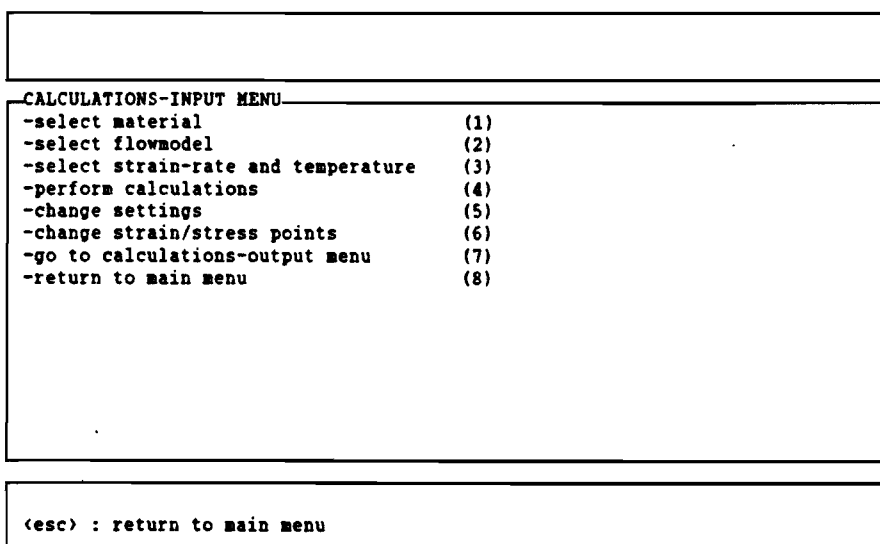 CALCULATIONS-INPUT MENU
-select material (1)
-select flowmodel (2)
-select strain-rate and temperature (3)
-perform calculations (4)
-change settings (5)
-change strain/stress points (6)
-go to calculations-output menu (7)
-return to main menu (8)
<esc> : return to main menu